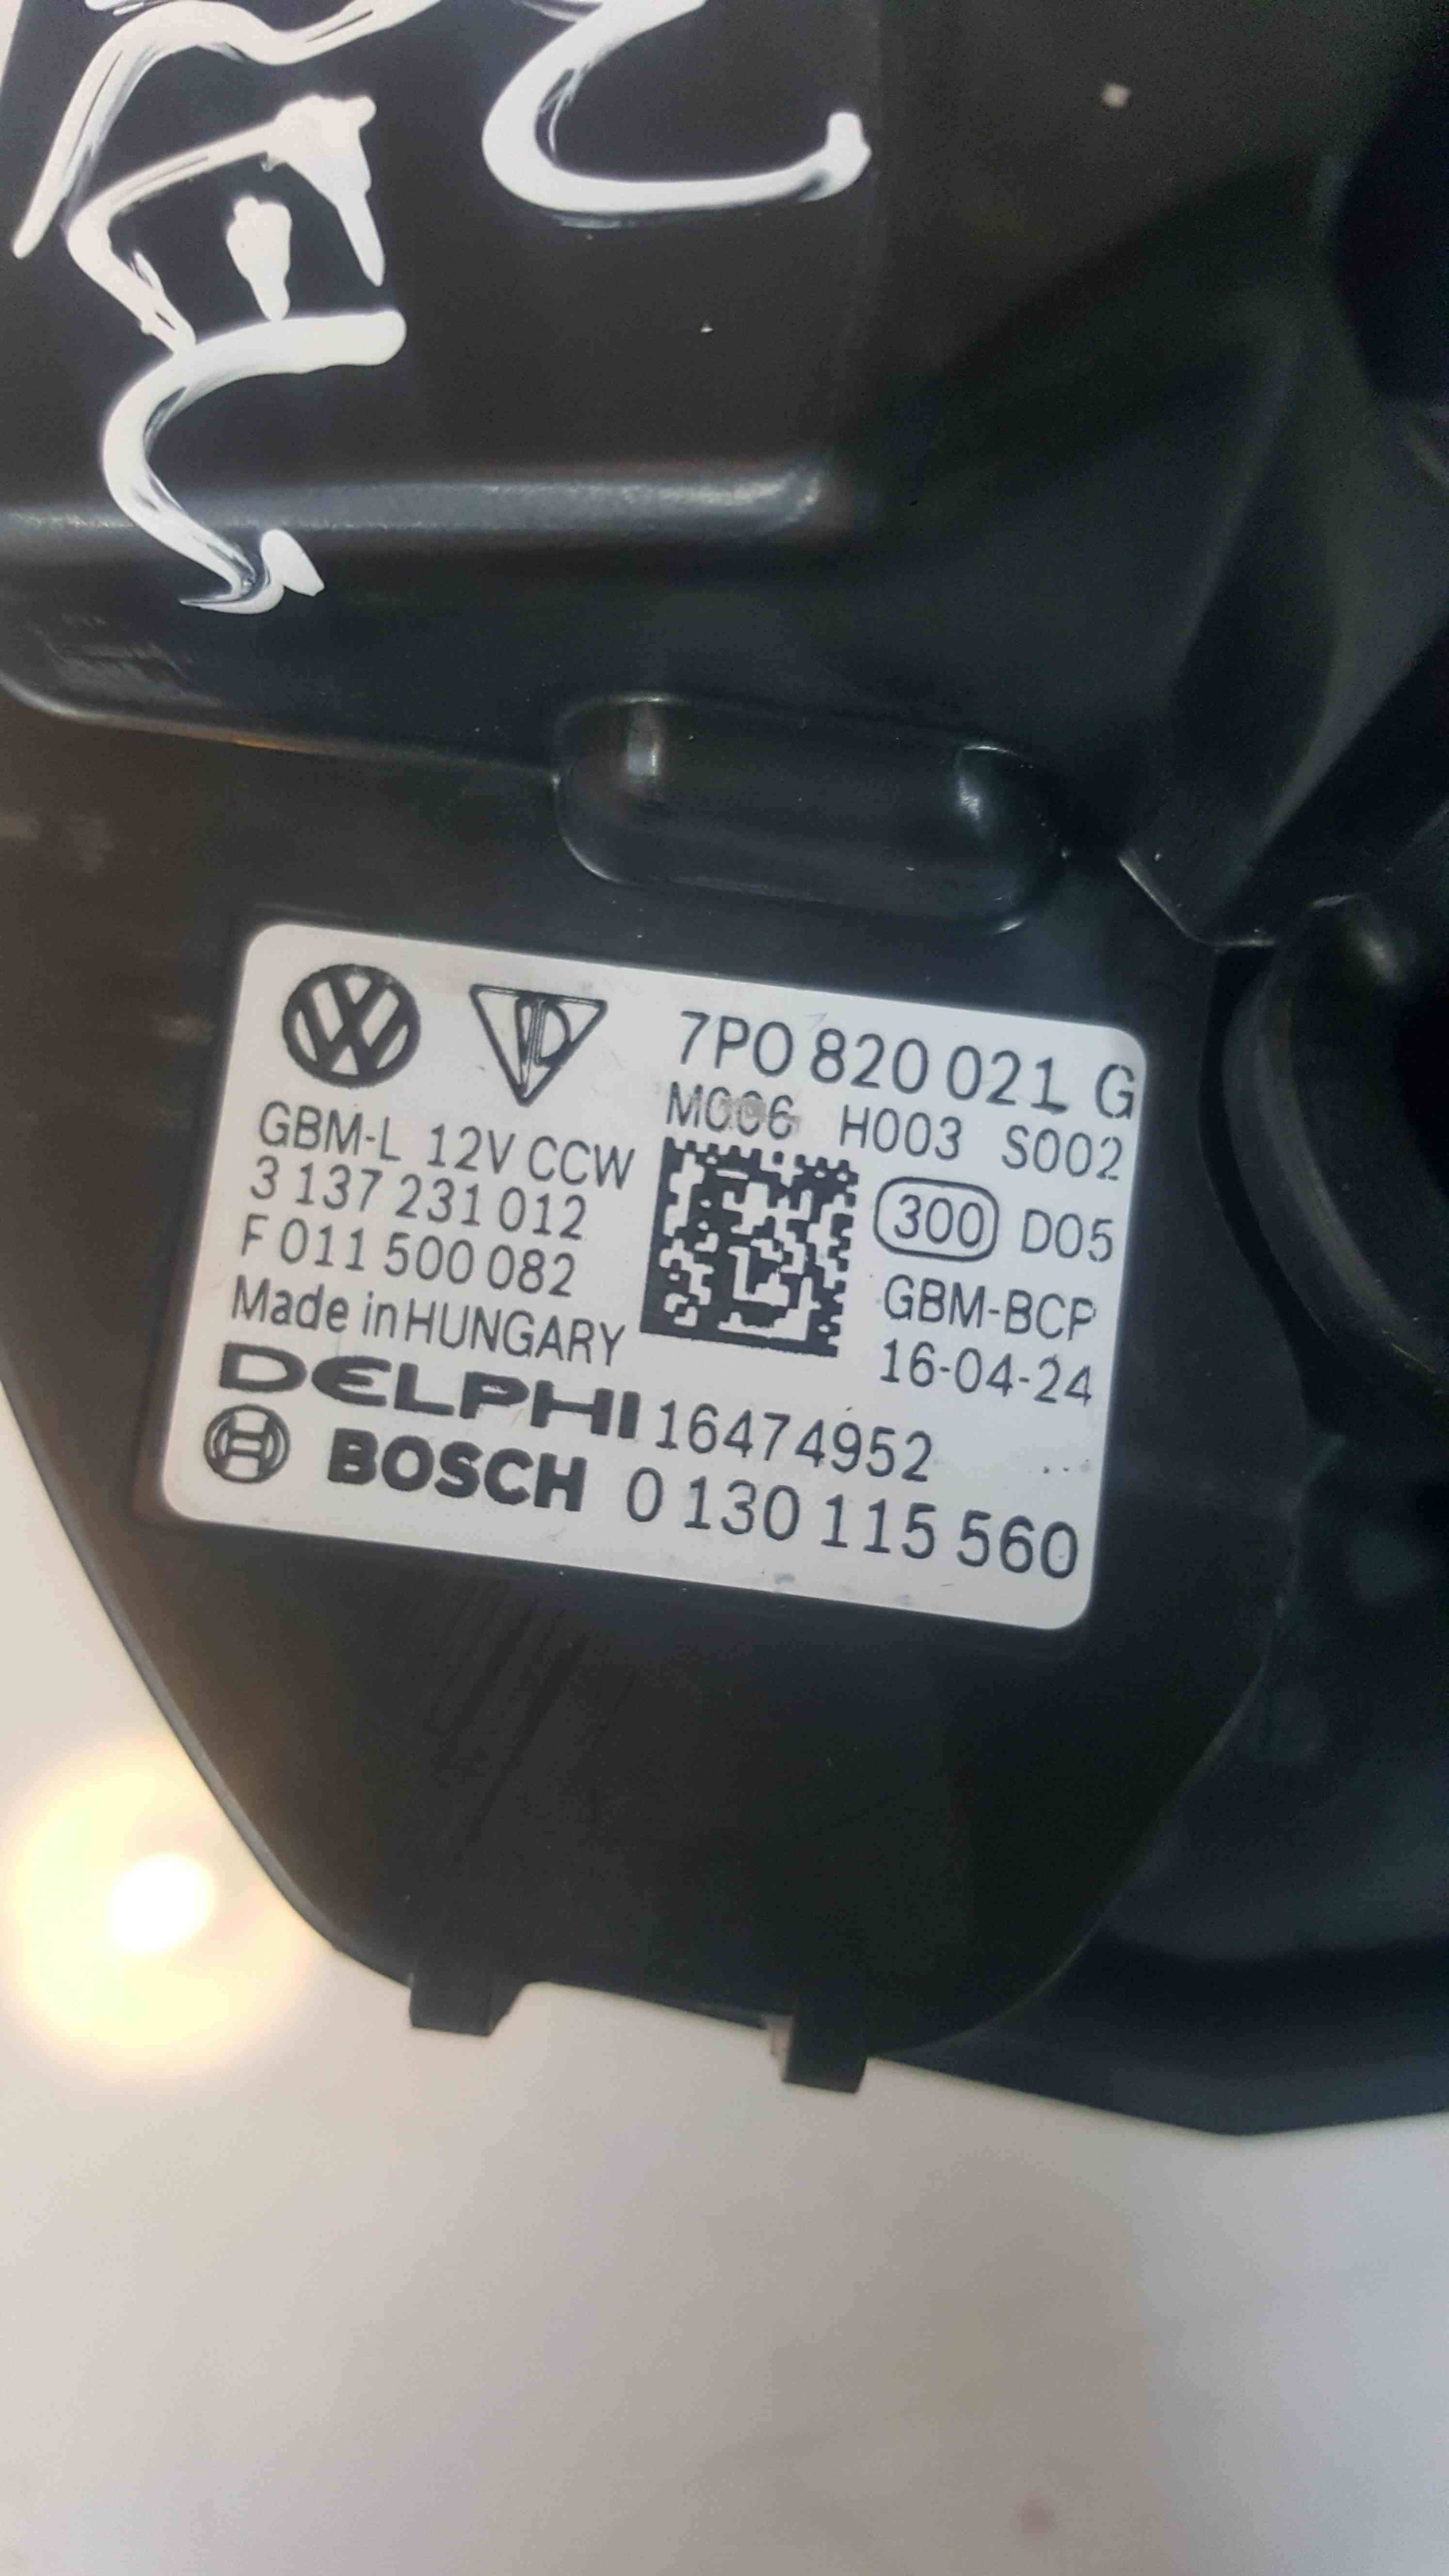 7P0 820 021 G
H003 S002
GBM-L 12V CCW
3 137 231 012
F 011 500 082
Made in HUNGARY
300 D05
GBM-BCP
16-04-24
DELPHI 16474952
BOSCH 0 130 115 560